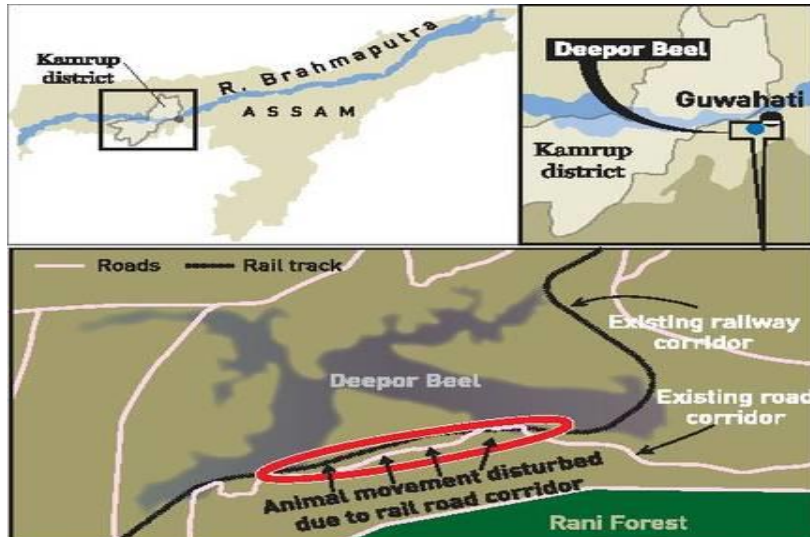 Kamrup
district
R. Brahmaputra
ASSAM
Deepor Beel
Guwahati
Kamrup
district
Roads
Rail track
Existing railway
corridor
Deepor Beel
Existing road
corridor
Animal movement disturbed
due to rail road corridor
Rani Forest